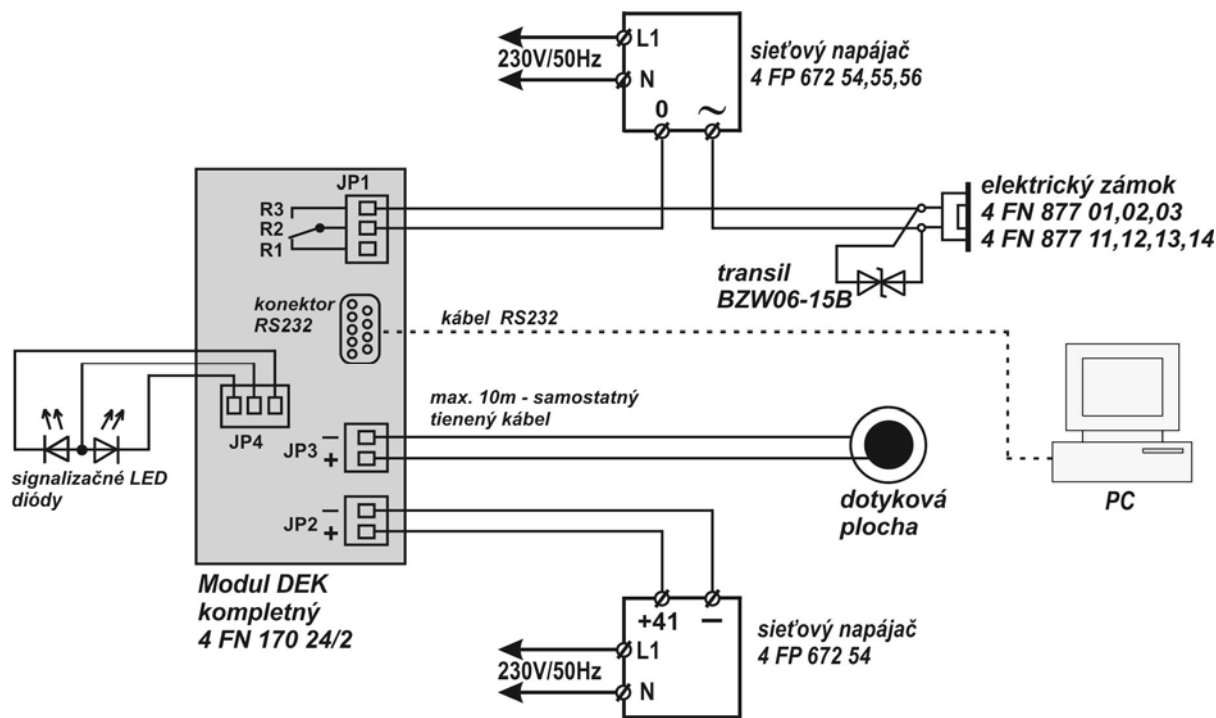 L1
230V/50Hz
N
0 ~
sieťový napájač
4 FP 672 54,55,56
JP1
R3
R2
R1
elektrický zámok
4 FN 877 01,02,03
4 FN 877 11,12,13,14
transil
BZW06-15B
konektor
RS232
kábel RS232
max. 10m - samostatný
tienený kábel
JP4
JP3
–
+
signalizačné LED
diódy
dotyková
plocha
PC
JP2
–
+
Modul DEK
kompletný
4 FN 170 24/2
+41 –
L1
230V/50Hz
N
sieťový napájač
4 FP 672 54